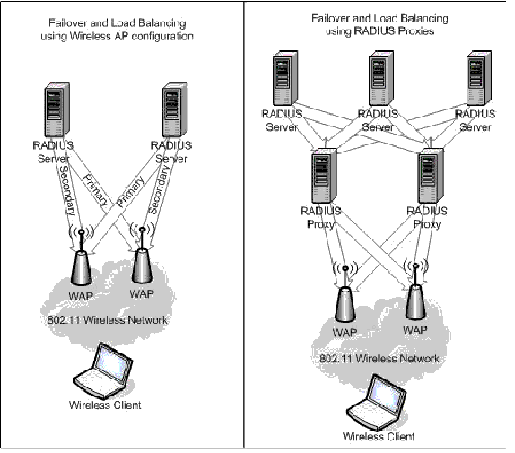 Failover and Load Balancing
using Wireless AP configuration
RADIUS
Server
RADIUS
Server
Secondary
Primary
Primary
Secondary
WAP
WAP
802.11 Wireless Network
Wireless Client
Failover and Load Balancing
using RADIUS Proxies
RADIUS
Server
RADIUS
Server
RADIUS
Server
RADIUS
Proxy
RADIUS
Proxy
WAP
WAP
802.11 Wireless Network
Wireless Client